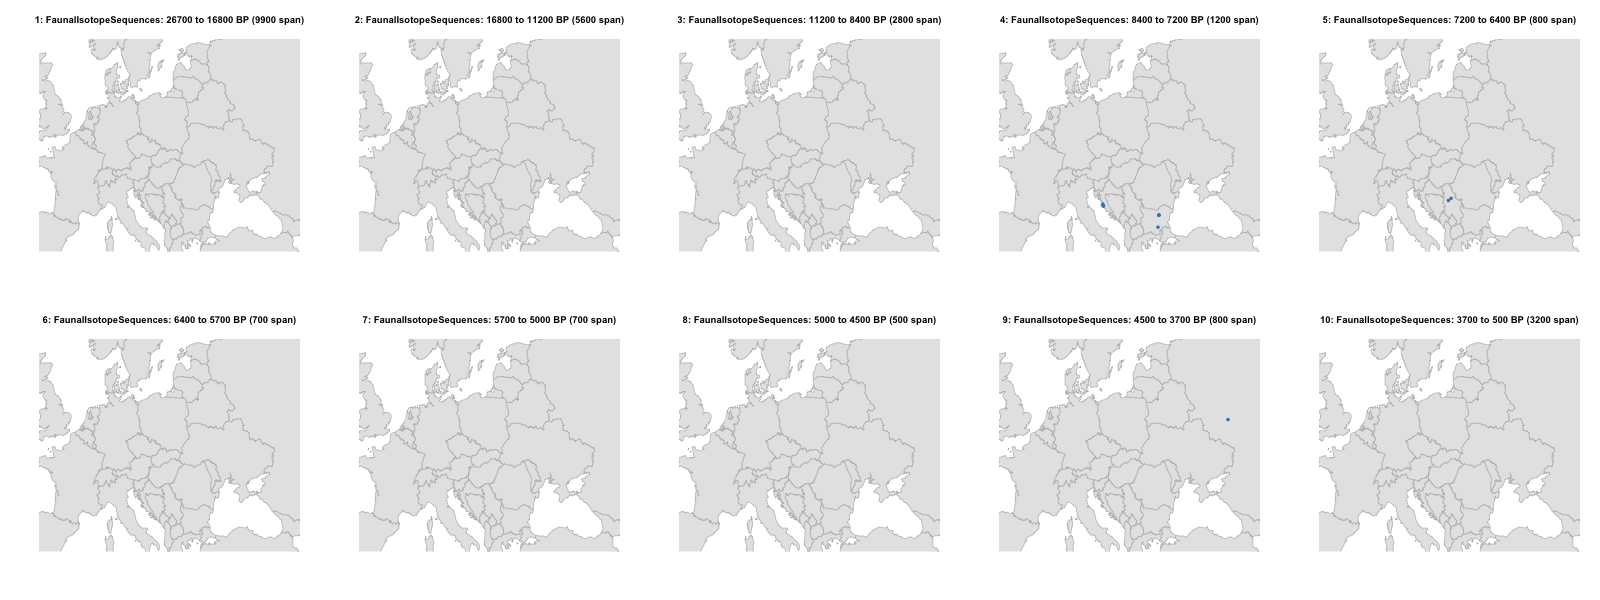 1: FaunalIsotopeSequences: 26700 to 16800 BP (9900 span)
2: FaunalIsotopeSequences: 16800 to 11200 BP (5600 span)
3: FaunalIsotopeSequences: 11200 to 8400 BP (2800 span)
4: FaunalIsotopeSequences: 8400 to 7200 BP (1200 span)
5: FaunalIsotopeSequences: 7200 to 6400 BP (800 span)
6: FaunalIsotopeSequences: 6400 to 5700 BP (700 span)
7: FaunalIsotopeSequences: 5700 to 5000 BP (700 span)
8: FaunalIsotopeSequences: 5000 to 4500 BP (500 span)
9: FaunalIsotopeSequences: 4500 to 3700 BP (800 span)
10: FaunalIsotopeSequences: 3700 to 500 BP (3200 span)